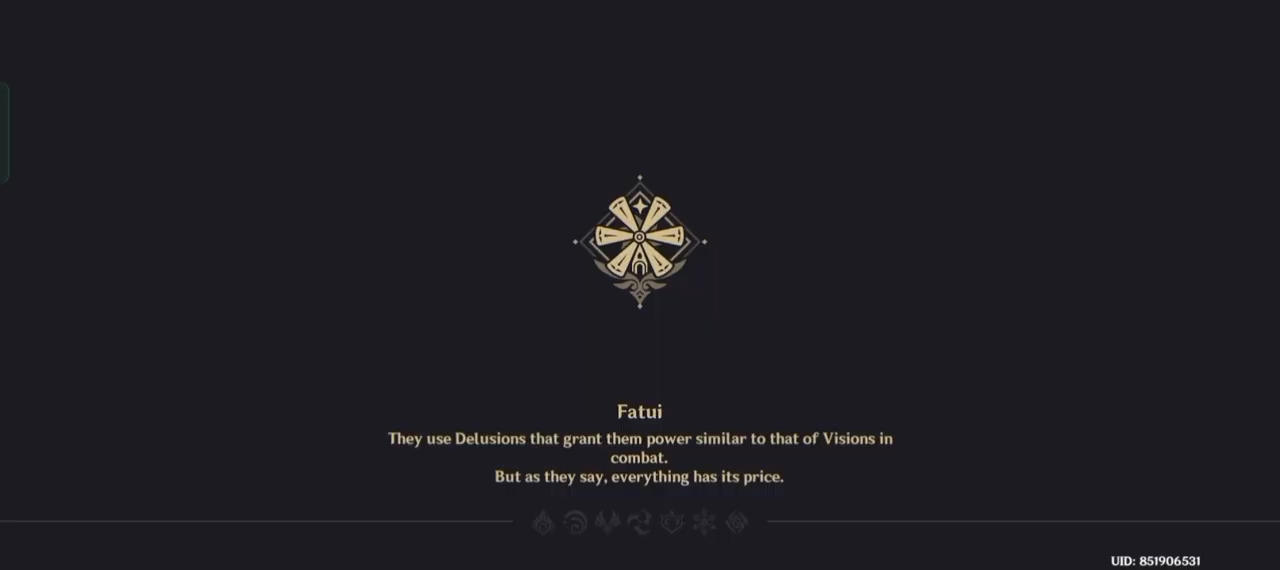 Fatui
They use Delusions that grant them power similar to that of Visions in
combat.
But as they say, everything has its price.
UID: 851906531